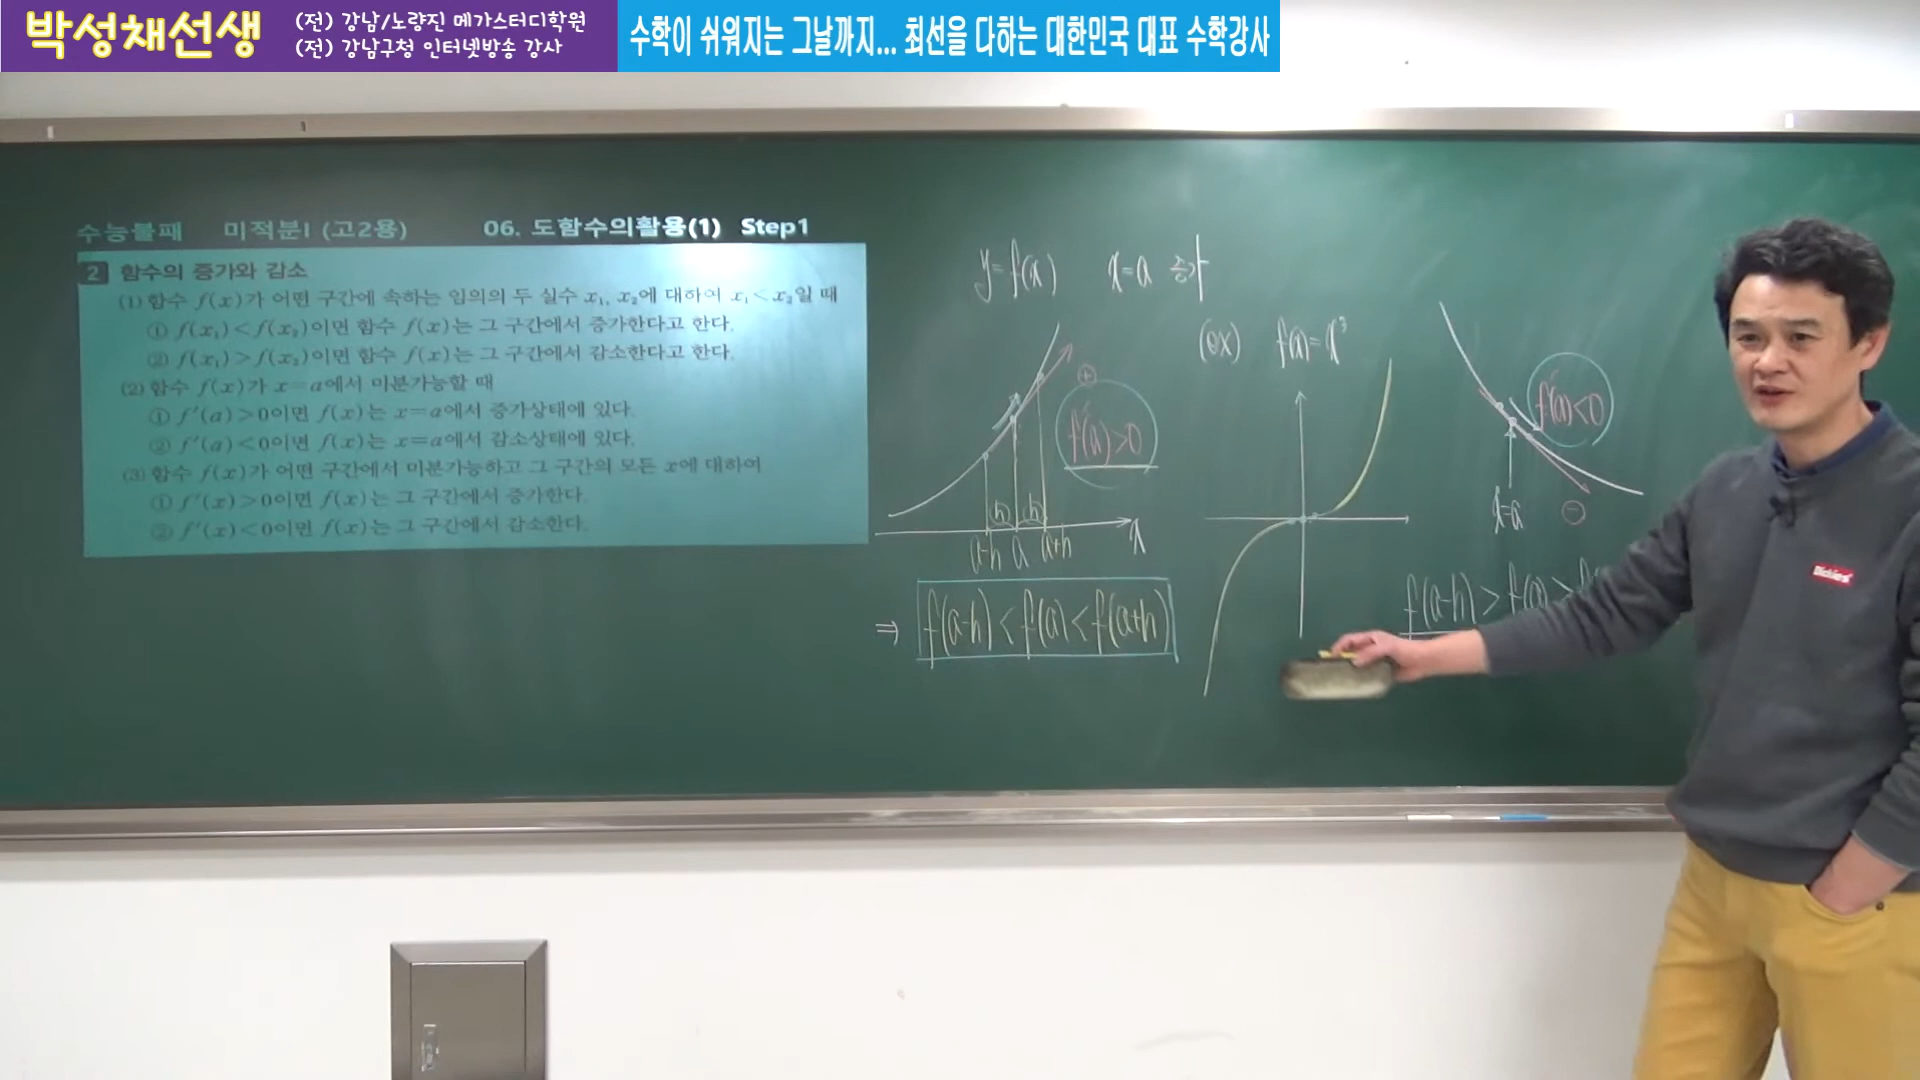 박성채선생
(전) 강남/노량진 메가스터디학원
(전) 강남구청 인터넷방송 강사
수학이 쉬워지는 그날까지... 최선을 다하는 대한민국 대표 수학강사
수능불패 미적분Ⅰ (고2용) 06. 도함수의활용(1) Step1
2 함수의 증가와 감소
(1) 함수 f(x)가 어떤 구간에 속하는 임의의 두 실수 x₁, x₂에 대하여 x₁<x₂일 때
① f(x₁)<f(x₂)이면 함수 f(x)는 그 구간에서 증가한다고 한다.
② f(x₁)>f(x₂)이면 함수 f(x)는 그 구간에서 감소한다고 한다.
(2) 함수 f(x)가 x=a에서 미분가능할 때
① f′(a)>0이면 f(x)는 x=a에서 증가상태에 있다.
② f′(a)<0이면 f(x)는 x=a에서 감소상태에 있다.
(3) 함수 f(x)가 어떤 구간에서 미분가능하고 그 구간의 모든 x에 대하여
① f′(x)>0이면 f(x)는 그 구간에서 증가한다.
② f′(x)<0이면 f(x)는 그 구간에서 감소한다.
y=f(x) x=a 증가
⊕
f′(a)>0
h h
a-h a a+h x
⇒ f(a-h)<f(a)<f(a+h)
(ex) f(x)=x³
f′(a)<0
x=a ⊖
f(a-h)>f(a)>
Dickies